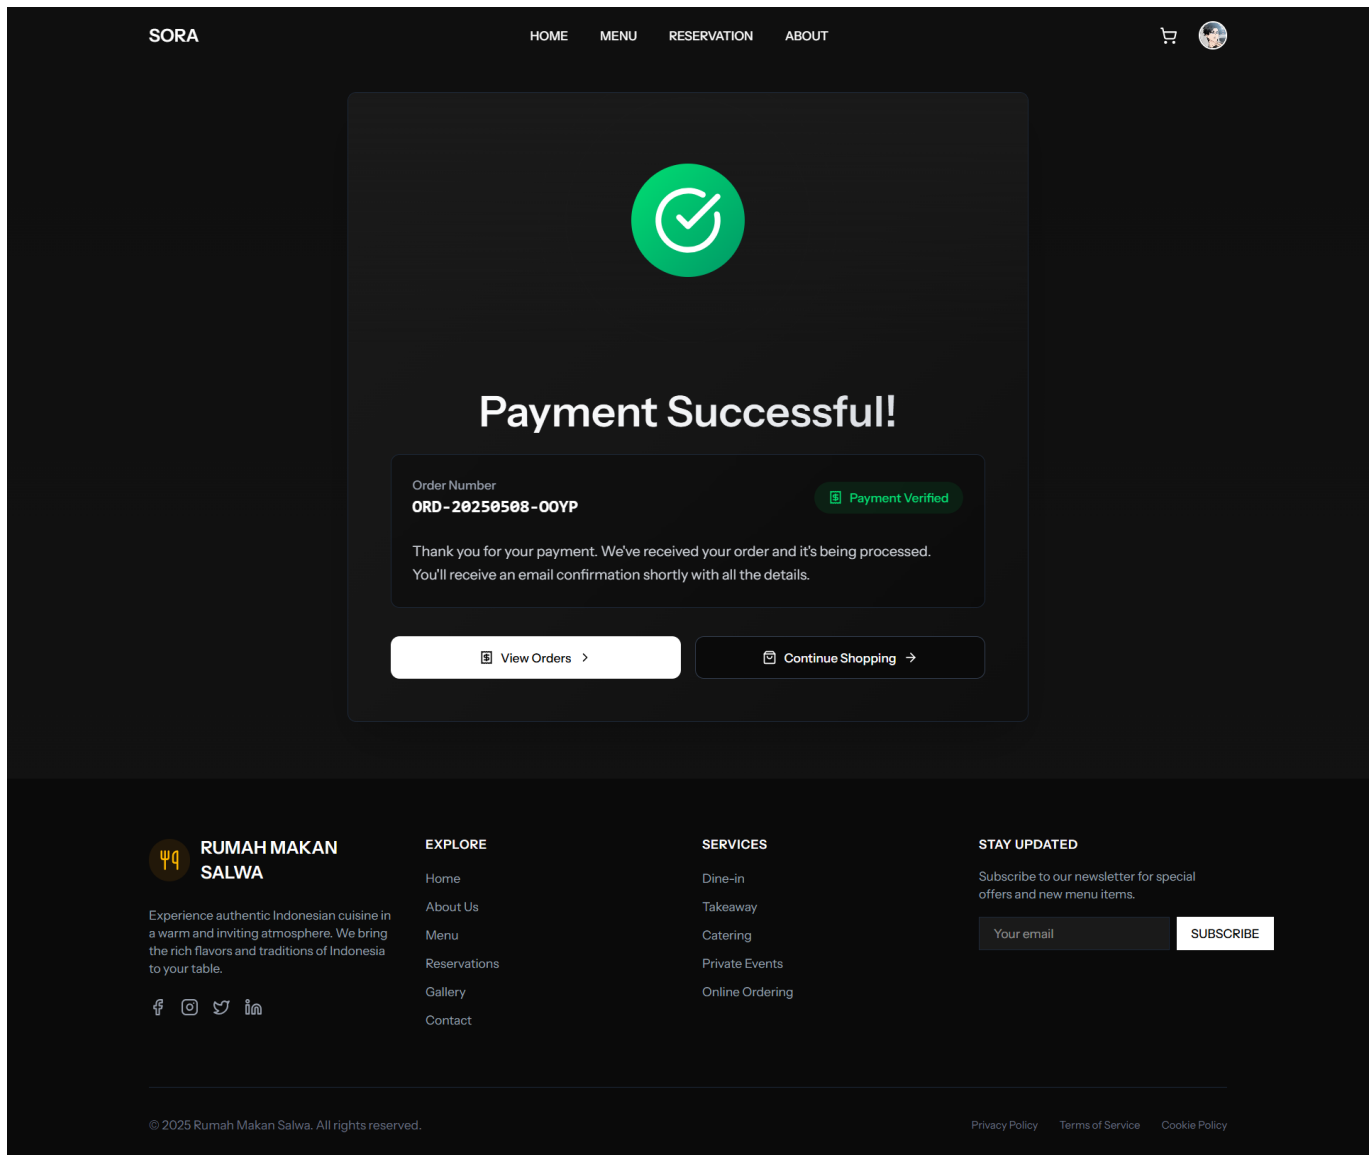 SORA
HOME
MENU
RESERVATION
ABOUT
Payment Successful!
Order Number
ORD-20250508-OOYP
Payment Verified
Thank you for your payment. We've received your order and it's being processed.
You'll receive an email confirmation shortly with all the details.
View Orders
Continue Shopping
RUMAH MAKAN
SALWA
Experience authentic Indonesian cuisine in
a warm and inviting atmosphere. We bring
the rich flavors and traditions of Indonesia
to your table.
EXPLORE
Home
About Us
Menu
Reservations
Gallery
Contact
SERVICES
Dine-in
Takeaway
Catering
Private Events
Online Ordering
STAY UPDATED
Subscribe to our newsletter for special
offers and new menu items.
Your email
SUBSCRIBE
© 2025 Rumah Makan Salwa. All rights reserved.
Privacy Policy
Terms of Service
Cookie Policy